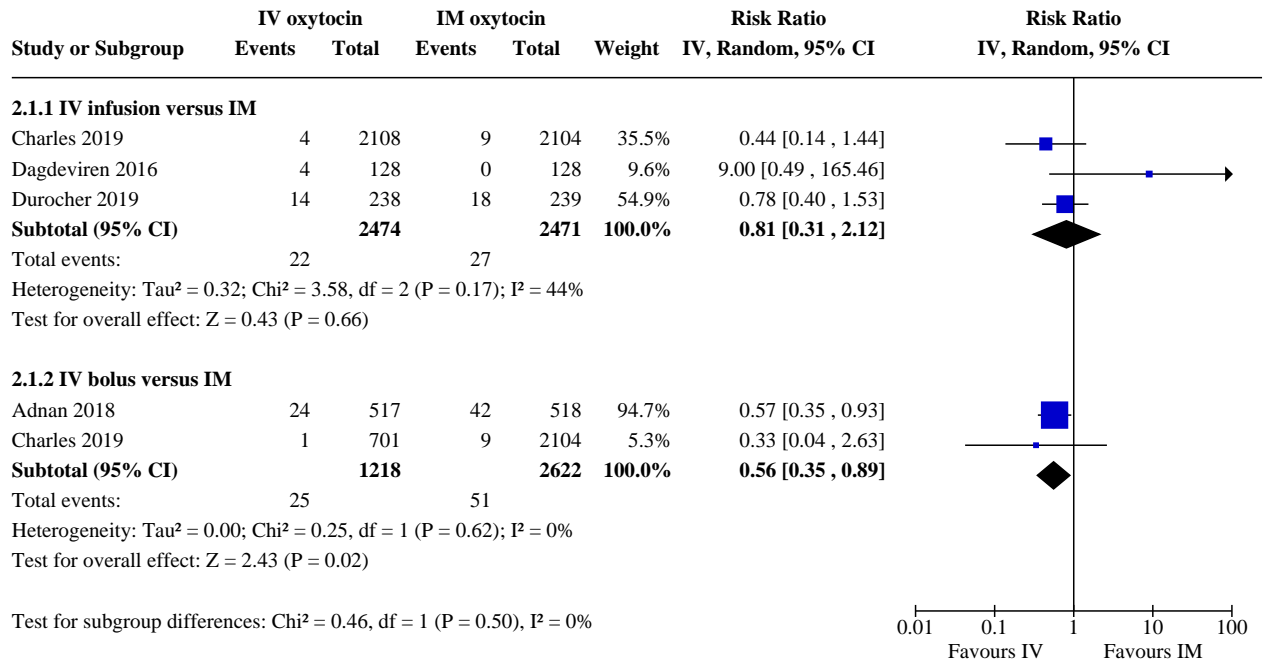 IV oxytocin IM oxytocin Risk Ratio Risk Ratio
Study or Subgroup Events Total Events Total Weight IV, Random, 95% CI IV, Random, 95% CI
2.1.1 IV infusion versus IM
Charles 2019 4 2108 9 2104 35.5% 0.44 [0.14 , 1.44]
Dagdeviren 2016 4 128 0 128 9.6% 9.00 [0.49 , 165.46]
Durocher 2019 14 238 18 239 54.9% 0.78 [0.40 , 1.53]
Subtotal (95% CI) 2474 2471 100.0% 0.81 [0.31 , 2.12]
Total events: 22 27
Heterogeneity: Tau² = 0.32; Chi² = 3.58, df = 2 (P = 0.17); I² = 44%
Test for overall effect: Z = 0.43 (P = 0.66)
2.1.2 IV bolus versus IM
Adnan 2018 24 517 42 518 94.7% 0.57 [0.35 , 0.93]
Charles 2019 1 701 9 2104 5.3% 0.33 [0.04 , 2.63]
Subtotal (95% CI) 1218 2622 100.0% 0.56 [0.35 , 0.89]
Total events: 25 51
Heterogeneity: Tau² = 0.00; Chi² = 0.25, df = 1 (P = 0.62); I² = 0%
Test for overall effect: Z = 2.43 (P = 0.02)
Test for subgroup differences: Chi² = 0.46, df = 1 (P = 0.50), I² = 0%
0.01 0.1 1 10 100
Favours IV Favours IM